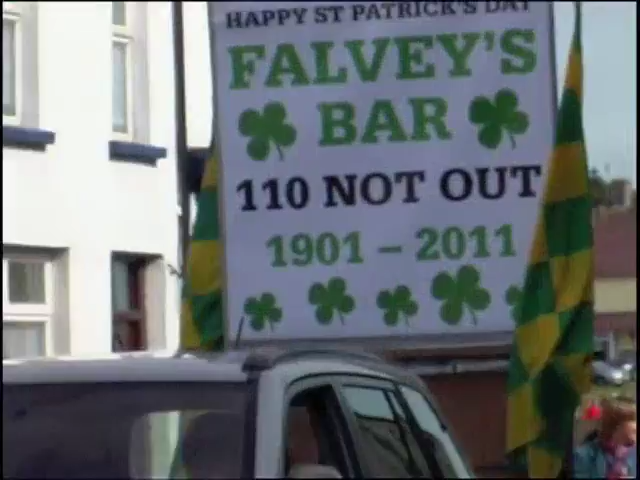 HAPPY ST PATRICK'S DAY
FALVEY'S
BAR
110 NOT OUT
1901 – 2011